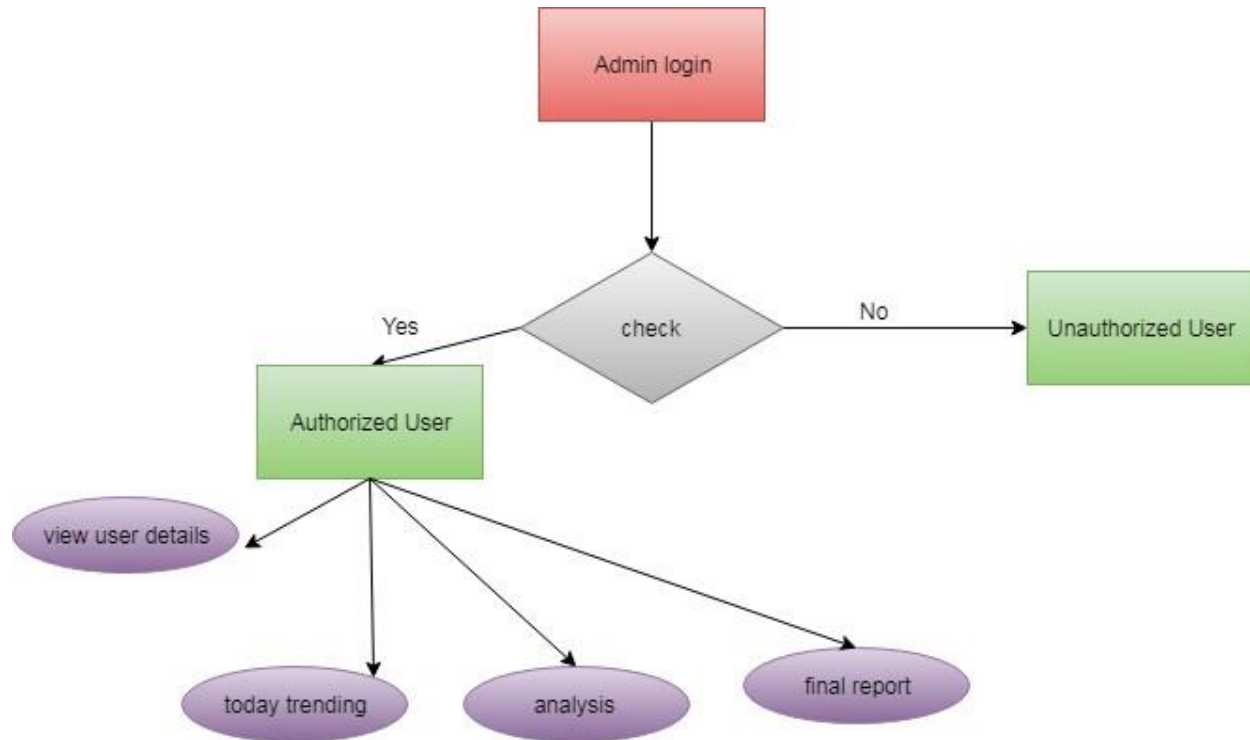 Admin login
check
Yes
No
Unauthorized User
Authorized User
view user details
today trending
analysis
final report